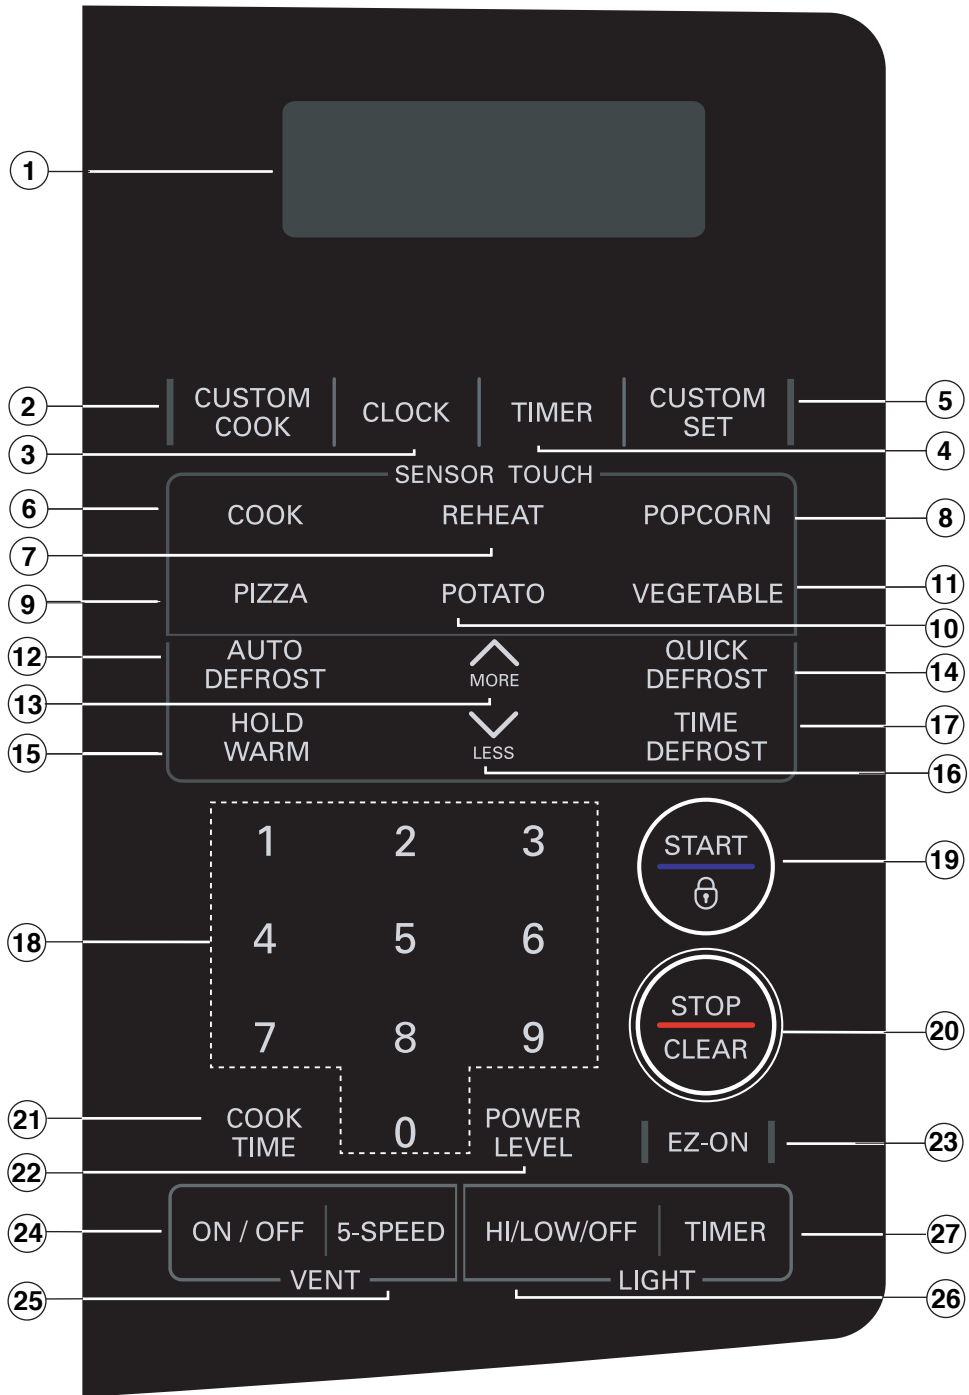 1
2
CUSTOM
COOK
CLOCK
TIMER
CUSTOM
SET
5
3
4
SENSOR TOUCH
6
COOK
REHEAT
POPCORN
8
7
9
PIZZA
POTATO
VEGETABLE
11
10
12
AUTO
DEFROST
MORE
QUICK
DEFROST
14
13
15
HOLD
WARM
LESS
TIME
DEFROST
17
16
1 2 3
START
19
18
4 5 6
7 8 9
STOP
CLEAR
20
21
COOK
TIME
0
POWER
LEVEL
EZ-ON
23
22
24
ON / OFF
5-SPEED
HI/LOW/OFF
TIMER
27
VENT
LIGHT
25
26